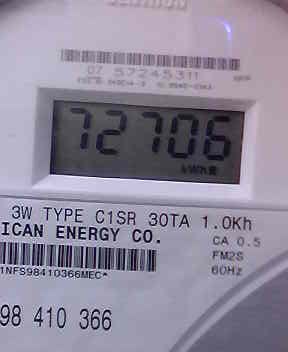 07 57245311
72706
kWh
3W TYPE C1SR 30TA 1.0Kh
ICAN ENERGY CO.
CA 0.5
FM2S
60Hz
1NFS98410366MEC*
98 410 366